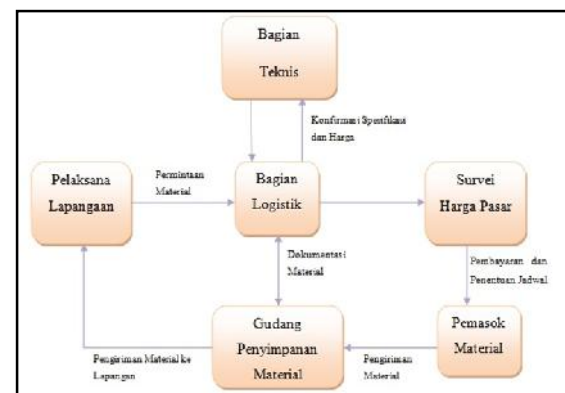 Bagian
Teknis
Konfirmasi Spesifikasi
dan Harga
Pelaksana
Lapangaan
Permintaan
Material
Bagian
Logistik
Survei
Harga Pasar
Dokumentasi
Material
Pembayaran dan
Penentuan Jadwal
Gudang
Penyimpanan
Material
Pemasok
Material
Pengiriman Material ke
Lapangan
Pengiriman
Material